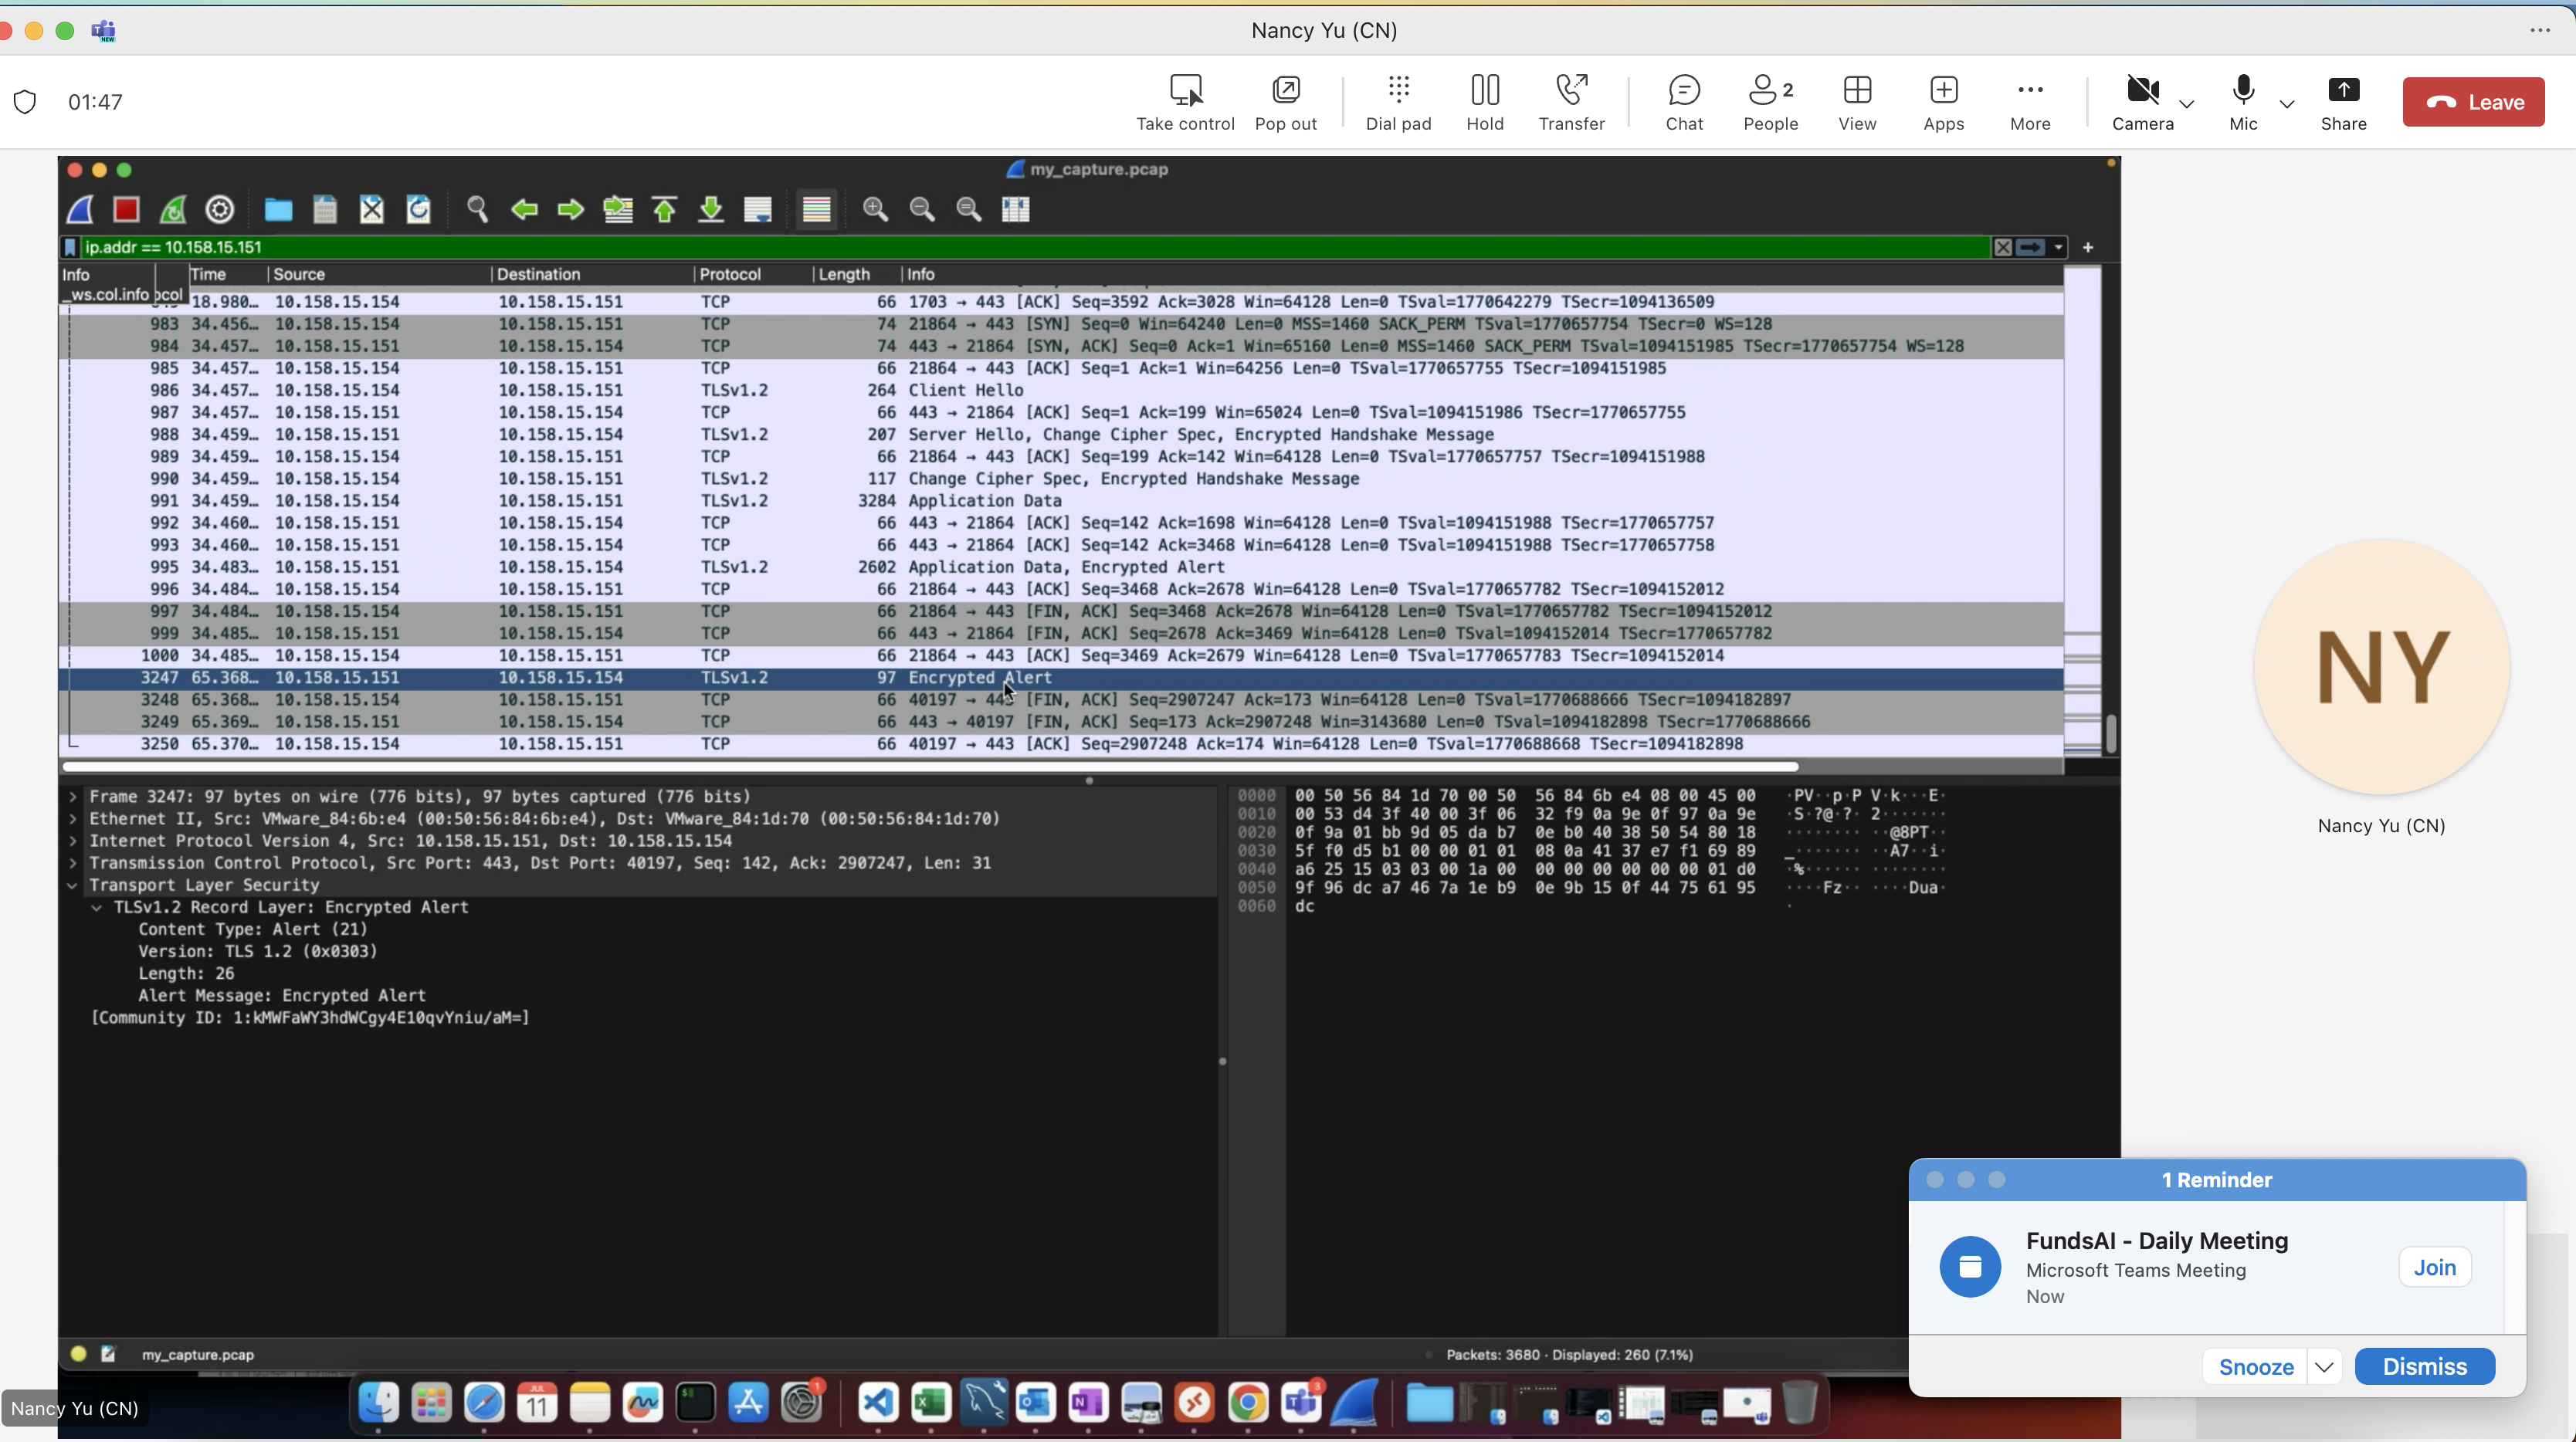 Nancy Yu (CN)
01:47
Take control
Pop out
Dial pad
Hold
Transfer
Chat
2
People
View
Apps
More
Camera
Mic
Share
Leave
my_capture.pcap
ip.addr == 10.158.15.151
Info Time Source Destination Protocol Length Info
_ws.col.info ocol
18.980… 10.158.15.154 10.158.15.151 TCP 66 1703 → 443 [ACK] Seq=3592 Ack=3028 Win=64128 Len=0 TSval=1770642279 TSecr=1094136509
983 34.456… 10.158.15.154 10.158.15.151 TCP 74 21864 → 443 [SYN] Seq=0 Win=64240 Len=0 MSS=1460 SACK_PERM TSval=1770657754 TSecr=0 WS=128
984 34.457… 10.158.15.151 10.158.15.154 TCP 74 443 → 21864 [SYN, ACK] Seq=0 Ack=1 Win=65160 Len=0 MSS=1460 SACK_PERM TSval=1094151985 TSecr=1770657754 WS=128
985 34.457… 10.158.15.154 10.158.15.151 TCP 66 21864 → 443 [ACK] Seq=1 Ack=1 Win=64256 Len=0 TSval=1770657755 TSecr=1094151985
986 34.457… 10.158.15.154 10.158.15.151 TLSv1.2 264 Client Hello
987 34.457… 10.158.15.151 10.158.15.154 TCP 66 443 → 21864 [ACK] Seq=1 Ack=199 Win=65024 Len=0 TSval=1094151986 TSecr=1770657755
988 34.459… 10.158.15.151 10.158.15.154 TLSv1.2 207 Server Hello, Change Cipher Spec, Encrypted Handshake Message
989 34.459… 10.158.15.154 10.158.15.151 TCP 66 21864 → 443 [ACK] Seq=199 Ack=142 Win=64128 Len=0 TSval=1770657757 TSecr=1094151988
990 34.459… 10.158.15.154 10.158.15.151 TLSv1.2 117 Change Cipher Spec, Encrypted Handshake Message
991 34.459… 10.158.15.154 10.158.15.151 TLSv1.2 3284 Application Data
992 34.460… 10.158.15.151 10.158.15.154 TCP 66 443 → 21864 [ACK] Seq=142 Ack=1698 Win=64128 Len=0 TSval=1094151988 TSecr=1770657757
993 34.460… 10.158.15.151 10.158.15.154 TCP 66 443 → 21864 [ACK] Seq=142 Ack=3468 Win=64128 Len=0 TSval=1094151988 TSecr=1770657758
995 34.483… 10.158.15.151 10.158.15.154 TLSv1.2 2602 Application Data, Encrypted Alert
996 34.484… 10.158.15.154 10.158.15.151 TCP 66 21864 → 443 [ACK] Seq=3468 Ack=2678 Win=64128 Len=0 TSval=1770657782 TSecr=1094152012
997 34.484… 10.158.15.154 10.158.15.151 TCP 66 21864 → 443 [FIN, ACK] Seq=3468 Ack=2678 Win=64128 Len=0 TSval=1770657782 TSecr=1094152012
999 34.485… 10.158.15.151 10.158.15.154 TCP 66 443 → 21864 [FIN, ACK] Seq=2678 Ack=3469 Win=64128 Len=0 TSval=1094152014 TSecr=1770657782
1000 34.485… 10.158.15.154 10.158.15.151 TCP 66 21864 → 443 [ACK] Seq=3469 Ack=2679 Win=64128 Len=0 TSval=1770657783 TSecr=1094152014
3247 65.368… 10.158.15.151 10.158.15.154 TLSv1.2 97 Encrypted Alert
3248 65.368… 10.158.15.154 10.158.15.151 TCP 66 40197 → 443 [FIN, ACK] Seq=2907247 Ack=173 Win=64128 Len=0 TSval=1770688666 TSecr=1094182897
3249 65.369… 10.158.15.151 10.158.15.154 TCP 66 443 → 40197 [FIN, ACK] Seq=173 Ack=2907248 Win=3143680 Len=0 TSval=1094182898 TSecr=1770688666
3250 65.370… 10.158.15.154 10.158.15.151 TCP 66 40197 → 443 [ACK] Seq=2907248 Ack=174 Win=64128 Len=0 TSval=1770688668 TSecr=1094182898
Frame 3247: 97 bytes on wire (776 bits), 97 bytes captured (776 bits)
Ethernet II, Src: VMware_84:6b:e4 (00:50:56:84:6b:e4), Dst: VMware_84:1d:70 (00:50:56:84:1d:70)
Internet Protocol Version 4, Src: 10.158.15.151, Dst: 10.158.15.154
Transmission Control Protocol, Src Port: 443, Dst Port: 40197, Seq: 142, Ack: 2907247, Len: 31
Transport Layer Security
TLSv1.2 Record Layer: Encrypted Alert
Content Type: Alert (21)
Version: TLS 1.2 (0x0303)
Length: 26
Alert Message: Encrypted Alert
[Community ID: 1:kMWFaWY3hdWCgy4E10qvYniu/aM=]
0000 00 50 56 84 1d 70 00 50 56 84 6b e4 08 00 45 00 ·PV··p·P V·k···E·
0010 00 53 d4 3f 40 00 3f 06 32 f9 0a 9e 0f 97 0a 9e ·S·?@·?· 2·······
0020 0f 9a 01 bb 9d 05 da b7 0e b0 40 38 50 54 80 18 ········ ··@8PT··
0030 5f f0 d5 b1 00 00 01 01 08 0a 41 37 e7 f1 69 89 _······· ··A7··i·
0040 a6 25 15 03 03 00 1a 00 00 00 00 00 00 00 01 d0 ·%······ ········
0050 9f 96 dc a7 46 7a 1e b9 0e 9b 15 0f 44 75 61 95 ····Fz·· ····Dua·
0060 dc ·
my_capture.pcap
Packets: 3680 · Displayed: 260 (7.1%)
NY
Nancy Yu (CN)
1 Reminder
FundsAI - Daily Meeting
Microsoft Teams Meeting
Now
Join
Snooze
Dismiss
Nancy Yu (CN)
JUL
11
1
3